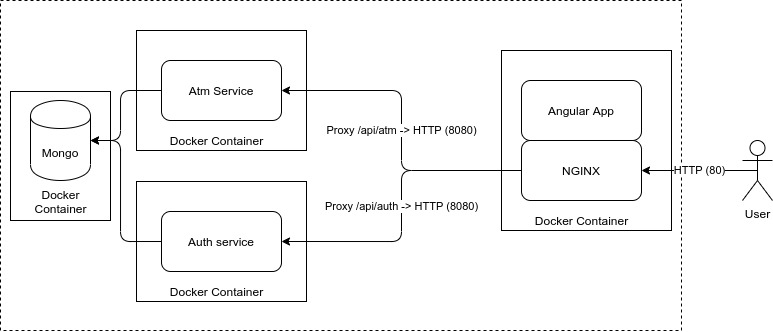 Atm Service
Docker Container
Mongo
Docker
Container
Proxy /api/atm -> HTTP (8080)
Proxy /api/auth -> HTTP (8080)
Auth service
Docker Container
Angular App
NGINX
Docker Container
HTTP (80)
User